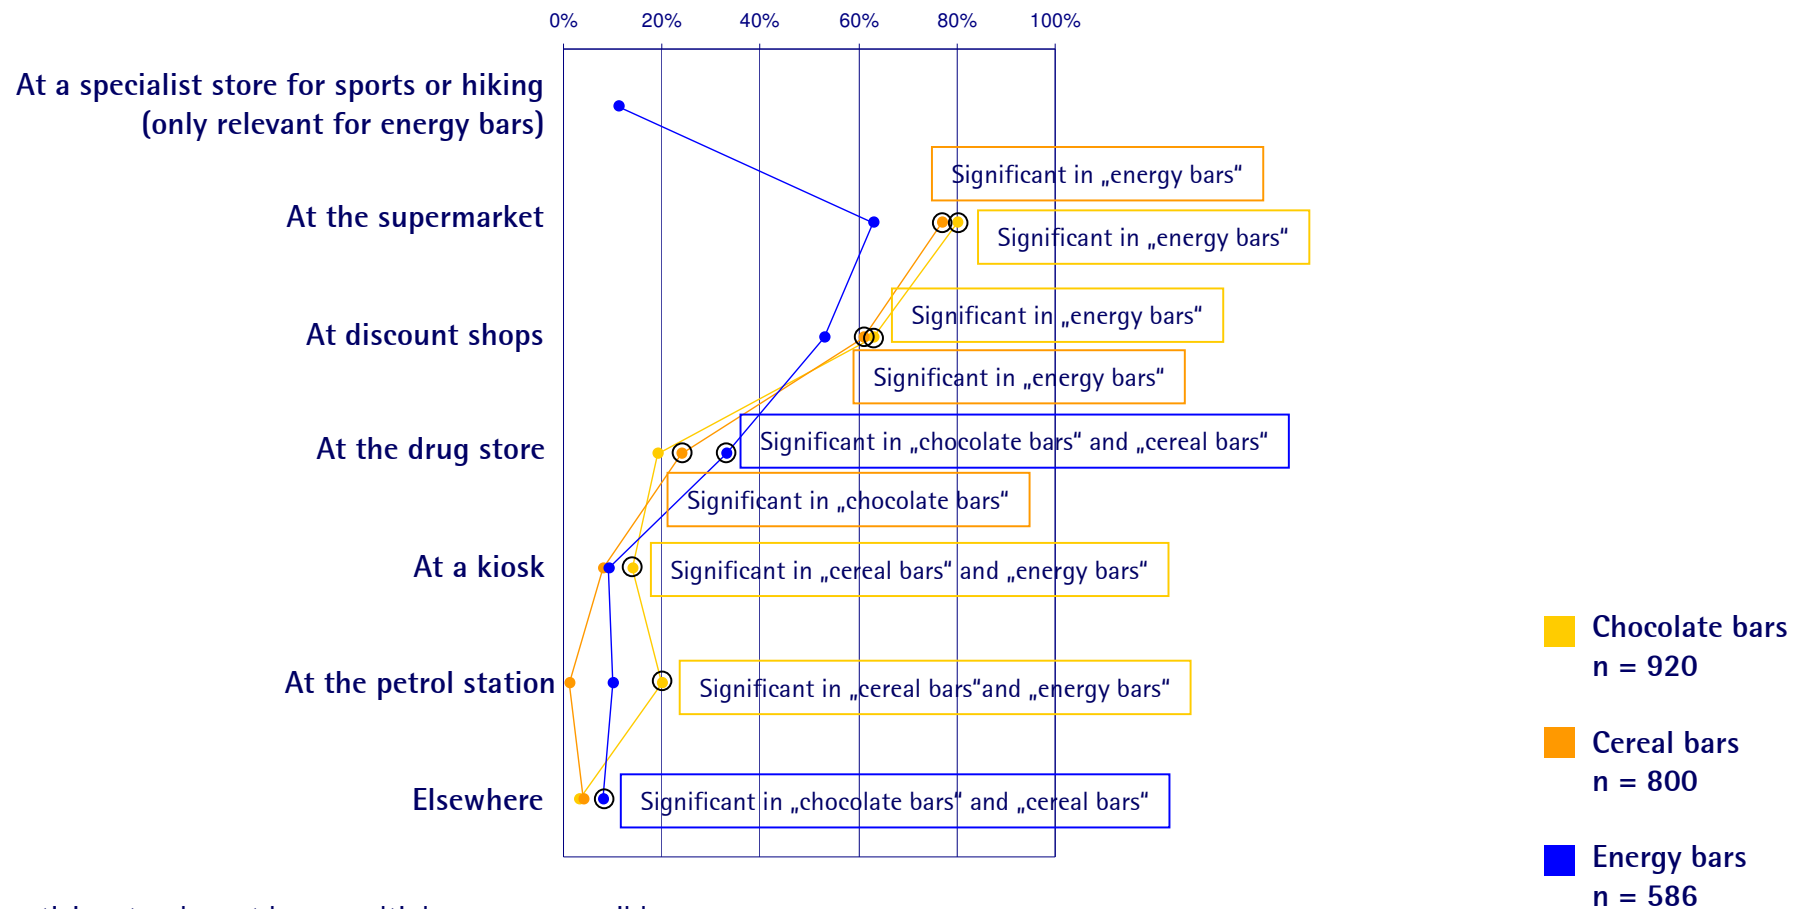 0% 20% 40% 60% 80% 100%
At a specialist store for sports or hiking
(only relevant for energy bars)
Significant in „energy bars“
At the supermarket
Significant in „energy bars“
Significant in „energy bars“
At discount shops
Significant in „energy bars“
Significant in „chocolate bars“ and „cereal bars“
At the drug store
Significant in „chocolate bars“
At a kiosk
Significant in „cereal bars“ and „energy bars“
At the petrol station
Significant in „cereal bars“and „energy bars“
Elsewhere
Significant in „chocolate bars“ and „cereal bars“
Chocolate bars
n = 920
Cereal bars
n = 800
Energy bars
n = 586